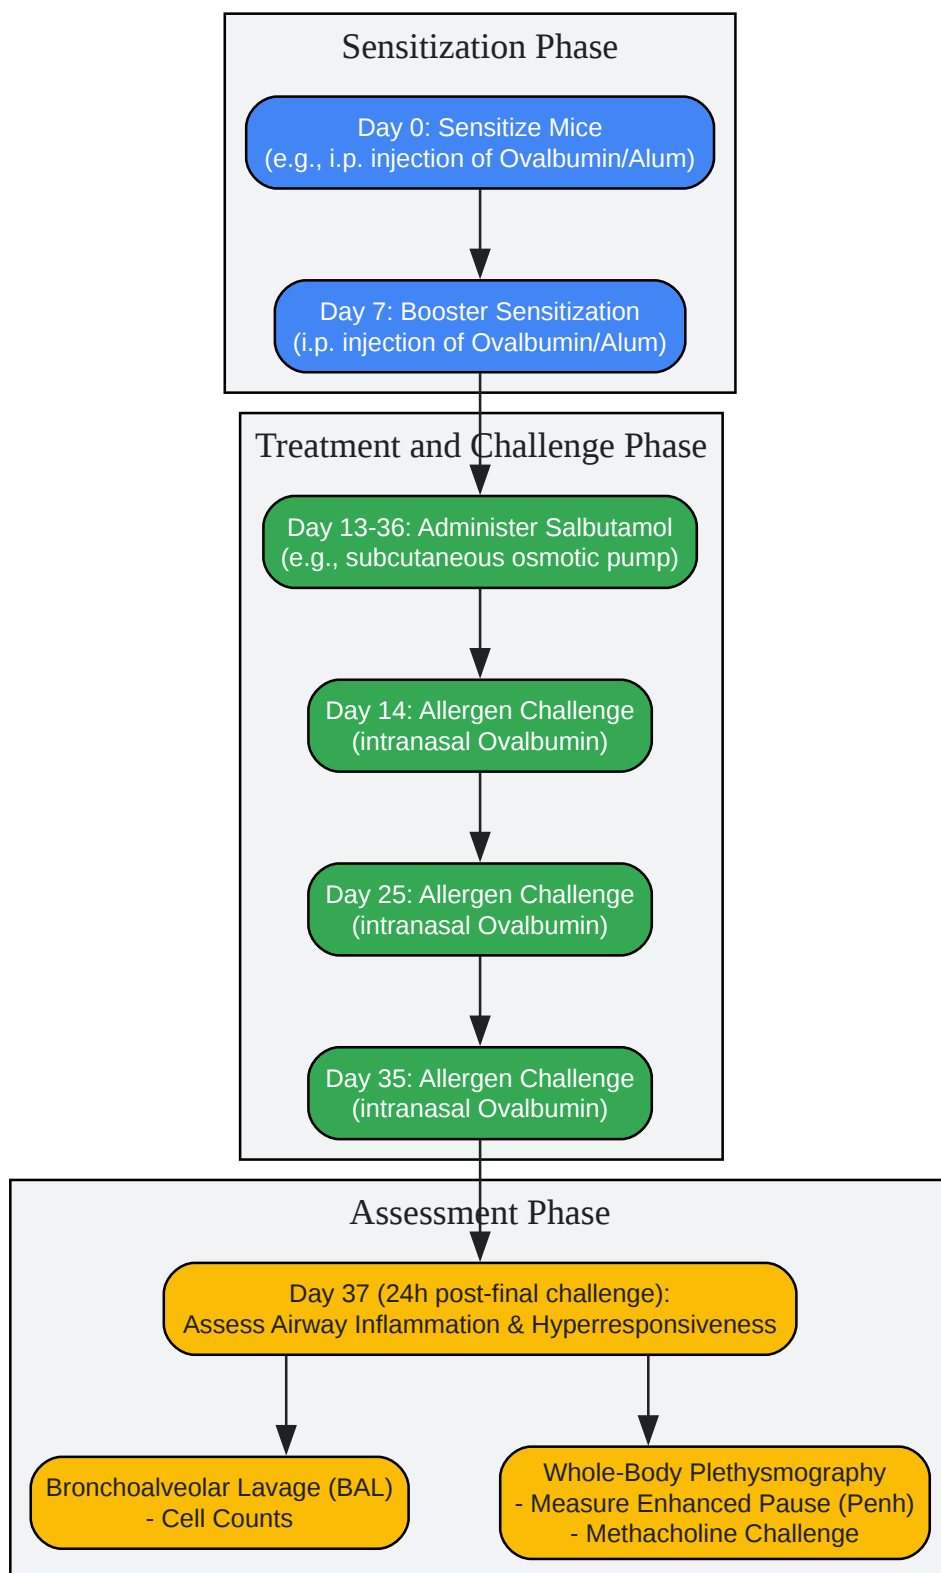 Sensitization Phase
Day 0: Sensitize Mice
(e.g., i.p. injection of Ovalbumin/Alum)
Day 7: Booster Sensitization
(i.p. injection of Ovalbumin/Alum)
Treatment and Challenge Phase
Day 13-36: Administer Salbutamol
(e.g., subcutaneous osmotic pump)
Day 14: Allergen Challenge
(intranasal Ovalbumin)
Day 25: Allergen Challenge
(intranasal Ovalbumin)
Day 35: Allergen Challenge
(intranasal Ovalbumin)
Assessment Phase
Day 37 (24h post-final challenge):
Assess Airway Inflammation & Hyperresponsiveness
Bronchoalveolar Lavage (BAL)
- Cell Counts
Whole-Body Plethysmography
- Measure Enhanced Pause (Penh)
- Methacholine Challenge